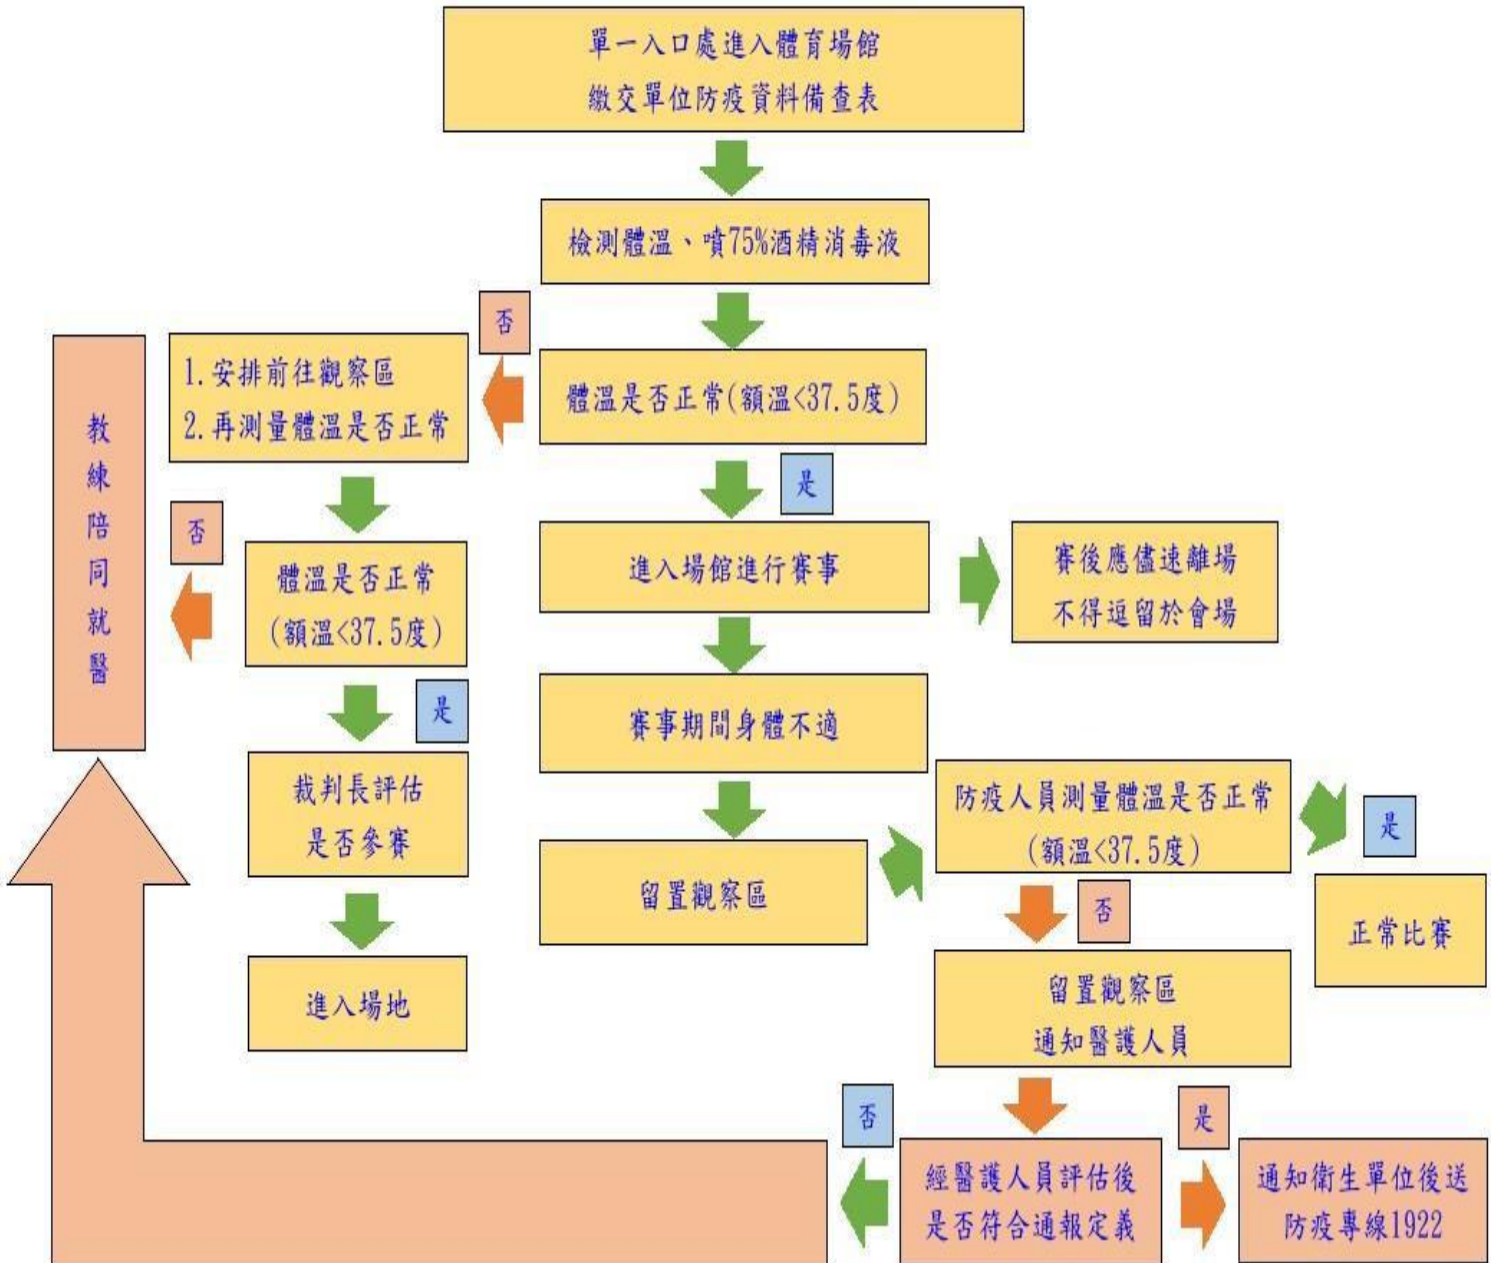 單一入口處進入體育場館
繳交單位防疫資料備查表
檢測體溫、噴75%酒精消毒液
否
體溫是否正常(額溫<37.5度)
1.安排前往觀察區
2.再測量體溫是否正常
教
練
陪
同
就
醫
是
否
體溫是否正常
(額溫<37.5度)
進入場館進行賽事
賽後應儘速離場
不得逗留於會場
是
賽事期間身體不適
裁判長評估
是否參賽
防疫人員測量體溫是否正常
(額溫<37.5度)
是
留置觀察區
否
正常比賽
進入場地
留置觀察區
通知醫護人員
否
是
經醫護人員評估後
是否符合通報定義
通知衛生單位後送
防疫專線1922